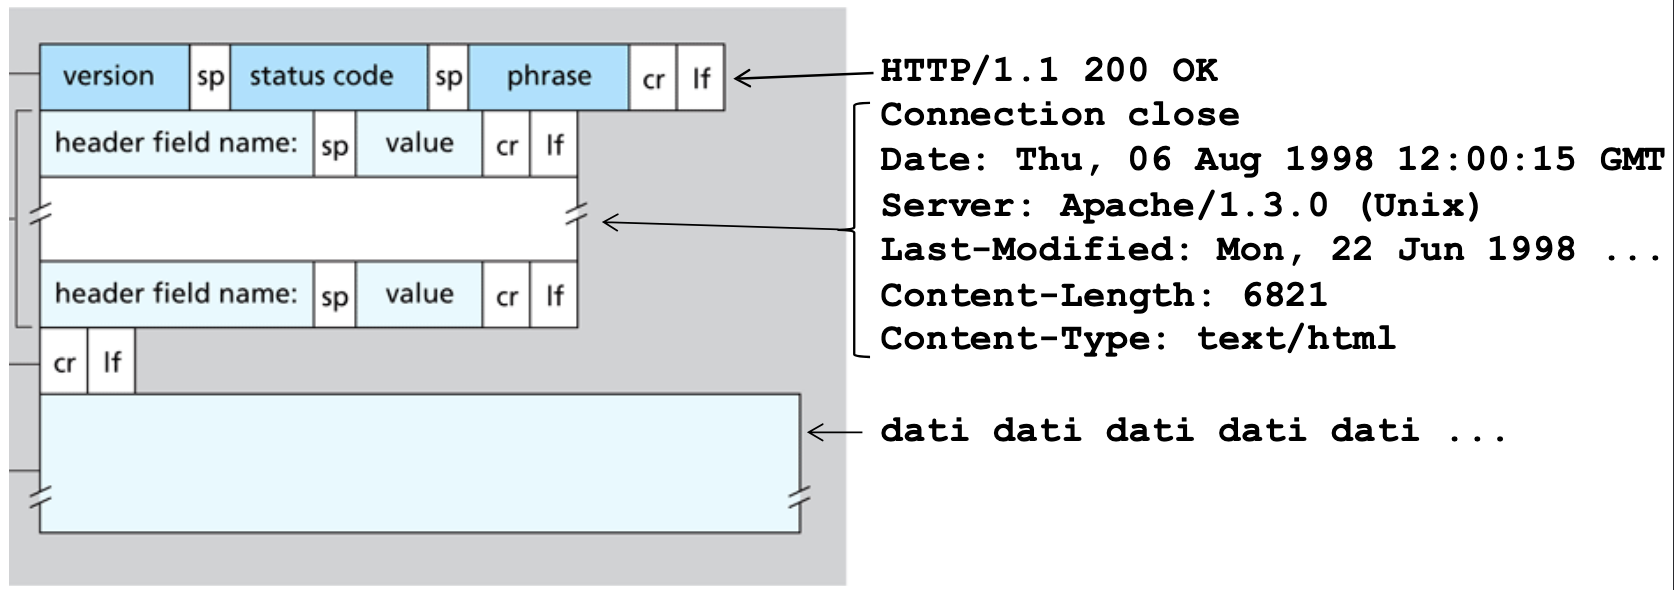 version sp status code sp phrase cr lf
HTTP/1.1 200 OK
header field name: sp value cr lf
Connection close
Date: Thu, 06 Aug 1998 12:00:15 GMT
Server: Apache/1.3.0 (Unix)
Last-Modified: Mon, 22 Jun 1998 ...
Content-Length: 6821
Content-Type: text/html
header field name: sp value cr lf
cr lf
dati dati dati dati dati ...